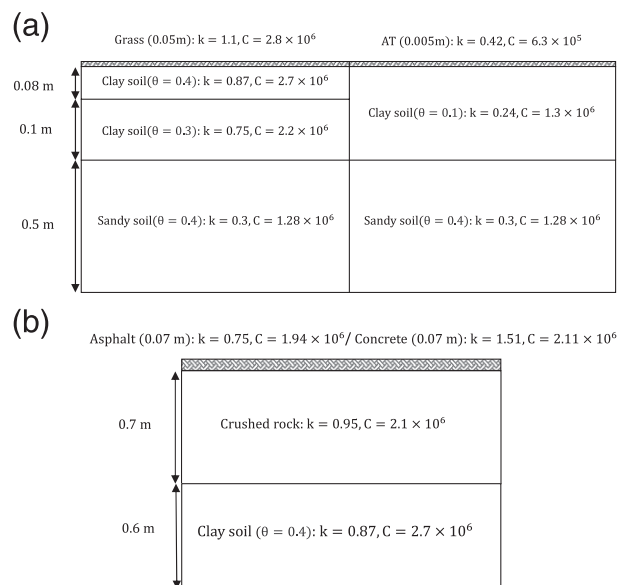 (a)
Grass (0.05m): k = 1.1, C = 2.8 × 10⁶
AT (0.005m): k = 0.42, C = 6.3 × 10⁵
0.08 m
Clay soil(θ = 0.4): k = 0.87, C = 2.7 × 10⁶
Clay soil(θ = 0.1): k = 0.24, C = 1.3 × 10⁶
0.1 m
Clay soil(θ = 0.3): k = 0.75, C = 2.2 × 10⁶
0.5 m
Sandy soil(θ = 0.4): k = 0.3, C = 1.28 × 10⁶
Sandy soil(θ = 0.4): k = 0.3, C = 1.28 × 10⁶
(b)
Asphalt (0.07 m): k = 0.75, C = 1.94 × 10⁶/ Concrete (0.07 m): k = 1.51, C = 2.11 × 10⁶
0.7 m
Crushed rock: k = 0.95, C = 2.1 × 10⁶
0.6 m
Clay soil (θ = 0.4): k = 0.87, C = 2.7 × 10⁶